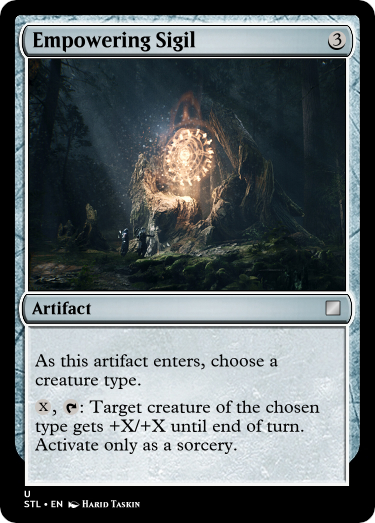 Empowering Sigil 3
Artifact
As this artifact enters, choose a
creature type.
X, T: Target creature of the chosen
type gets +X/+X until end of turn.
Activate only as a sorcery.
U
STL • EN Harid Taskin